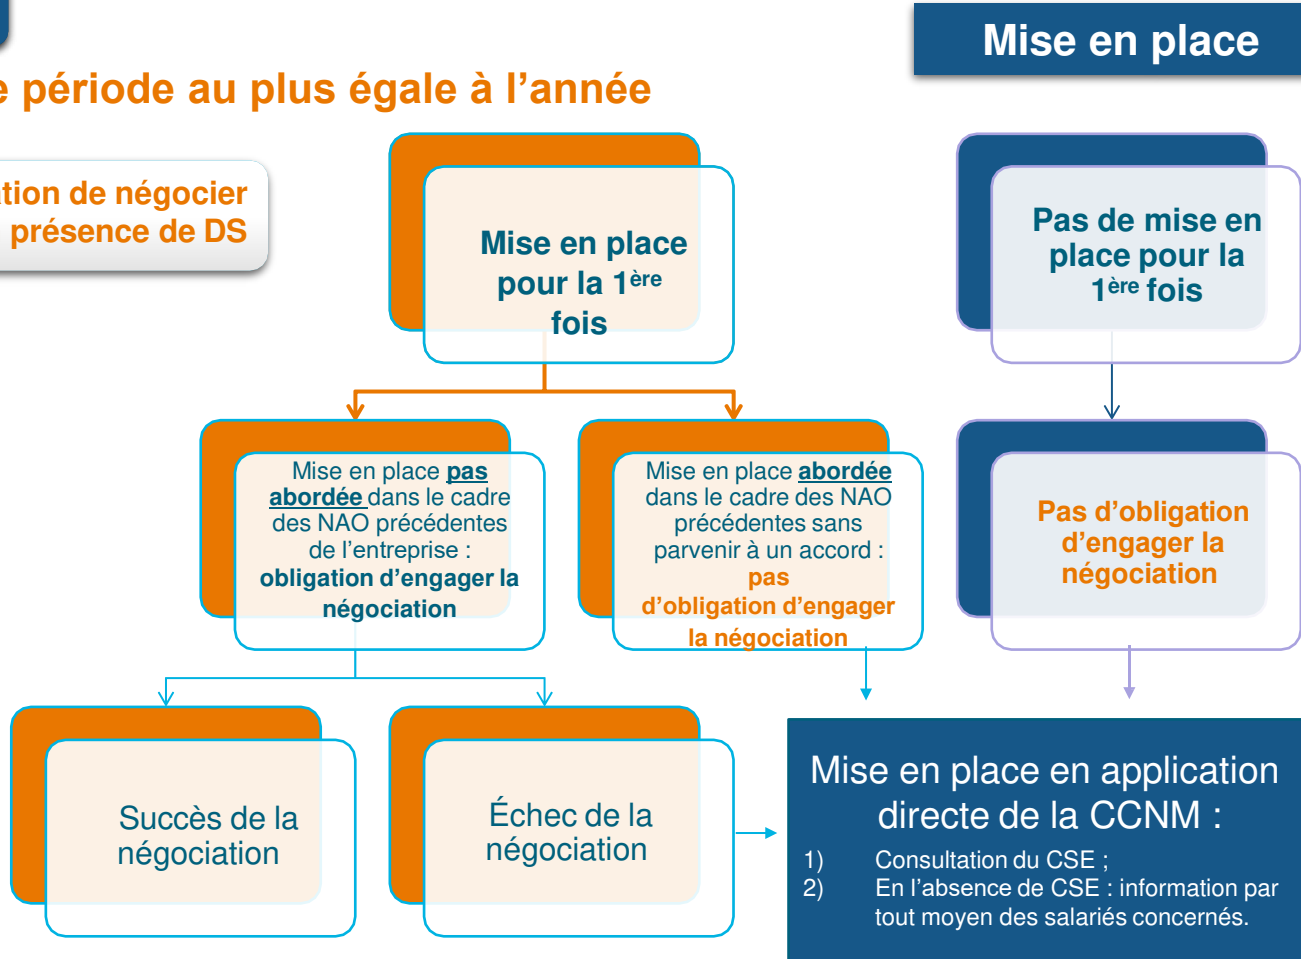 Mise en place
e période au plus égale à l’année
tion de négocier
présence de DS
Mise en place
pour la 1ère
fois
Pas de mise en
place pour la
1ère fois
Mise en place pas
abordée dans le cadre
des NAO précédentes
de l’entreprise :
obligation d’engager la
négociation
Mise en place abordée
dans le cadre des NAO
précédentes sans
parvenir à un accord :
pas
d’obligation d’engager
la négociation
Pas d’obligation
d’engager la
négociation
Succès de la
négociation
Échec de la
négociation
Mise en place en application
directe de la CCNM :
1) Consultation du CSE ;
2) En l’absence de CSE : information par
tout moyen des salariés concernés.